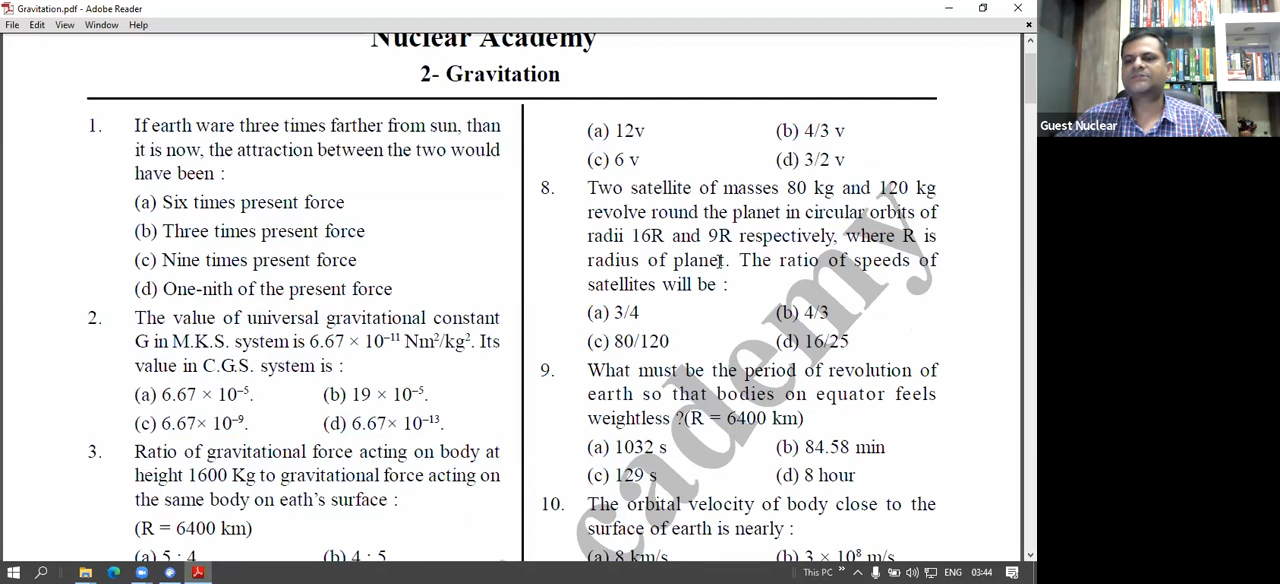 Gravitation.pdf - Adobe Reader
File Edit View Window Help
Nuclear Academy
2- Gravitation
1. If earth ware three times farther from sun, than
it is now, the attraction between the two would
have been :
(a) Six times present force
(b) Three times present force
(c) Nine times present force
(d) One-nith of the present force
2. The value of universal gravitational constant
G in M.K.S. system is 6.67 × 10⁻¹¹ Nm²/kg². Its
value in C.G.S. system is :
(a) 6.67 × 10⁻⁵. (b) 19 × 10⁻⁵.
(c) 6.67× 10⁻⁹. (d) 6.67× 10⁻¹³.
3. Ratio of gravitational force acting on body at
height 1600 Kg to gravitational force acting on
the same body on eath's surface :
(R = 6400 km)
(a) 5 : 4 (b) 4 : 5
(a) 12v (b) 4/3 v
(c) 6 v (d) 3/2 v
8. Two satellite of masses 80 kg and 120 kg
revolve round the planet in circular orbits of
radii 16R and 9R respectively, where R is
radius of planet. The ratio of speeds of
satellites will be :
(a) 3/4 (b) 4/3
(c) 80/120 (d) 16/25
9. What must be the period of revolution of
earth so that bodies on equator feels
weightless ?(R = 6400 km)
(a) 1032 s (b) 84.58 min
(c) 129 s (d) 8 hour
10. The orbital velocity of body close to the
surface of earth is nearly :
(a) 8 km/s (b) 3 × 10⁸ m/s
cademy
Guest Nuclear
This PC » ENG 03:44